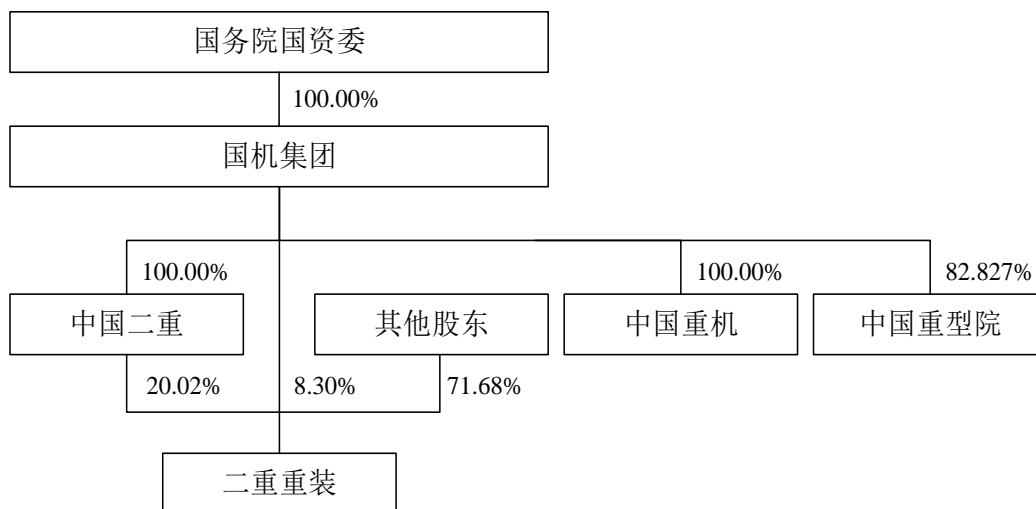 国务院国资委
100.00%
国机集团
100.00%
100.00%
82.827%
中国二重
其他股东
中国重机
中国重型院
20.02%
8.30%
71.68%
二重重装